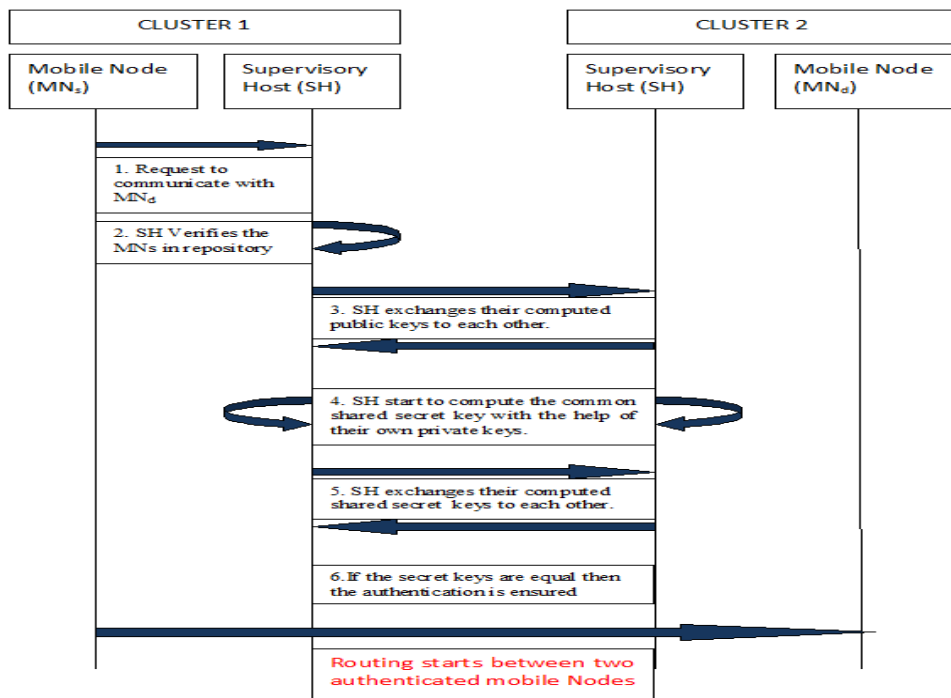 CLUSTER 1
CLUSTER 2
Mobile Node
(MNs)
Supervisory
Host (SH)
Supervisory
Host (SH)
Mobile Node
(MNd)
1. Request to
communicate with
MNd
2. SH Verifies the
MNs in repository
3. SH exchanges their computed
public keys to each other.
4. SH start to compute the common
shared secret key with the help of
their own private keys.
5. SH exchanges their computed
shared secret keys to each other.
6.If the secret keys are equal then
the authentication is ensured
Routing starts between two
authenticated mobile Nodes